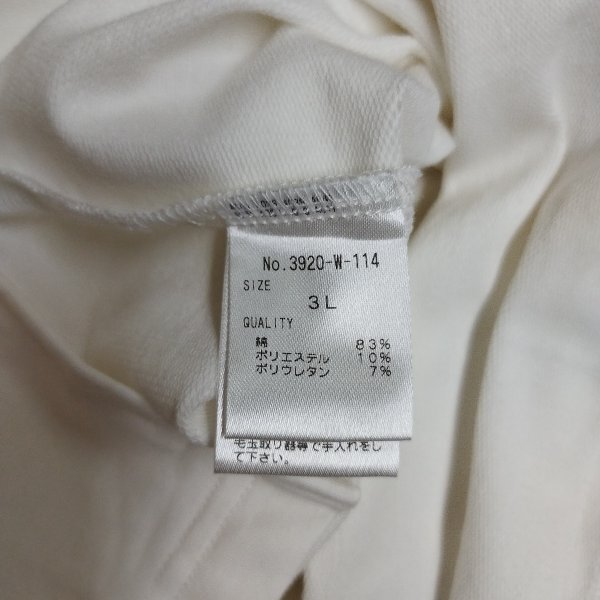 No.3920-W-114
SIZE
3L
QUALITY
綿 83%
ポリエステル 10%
ポリウレタン 7%
毛玉取り器等で手入れをし
て下さい。